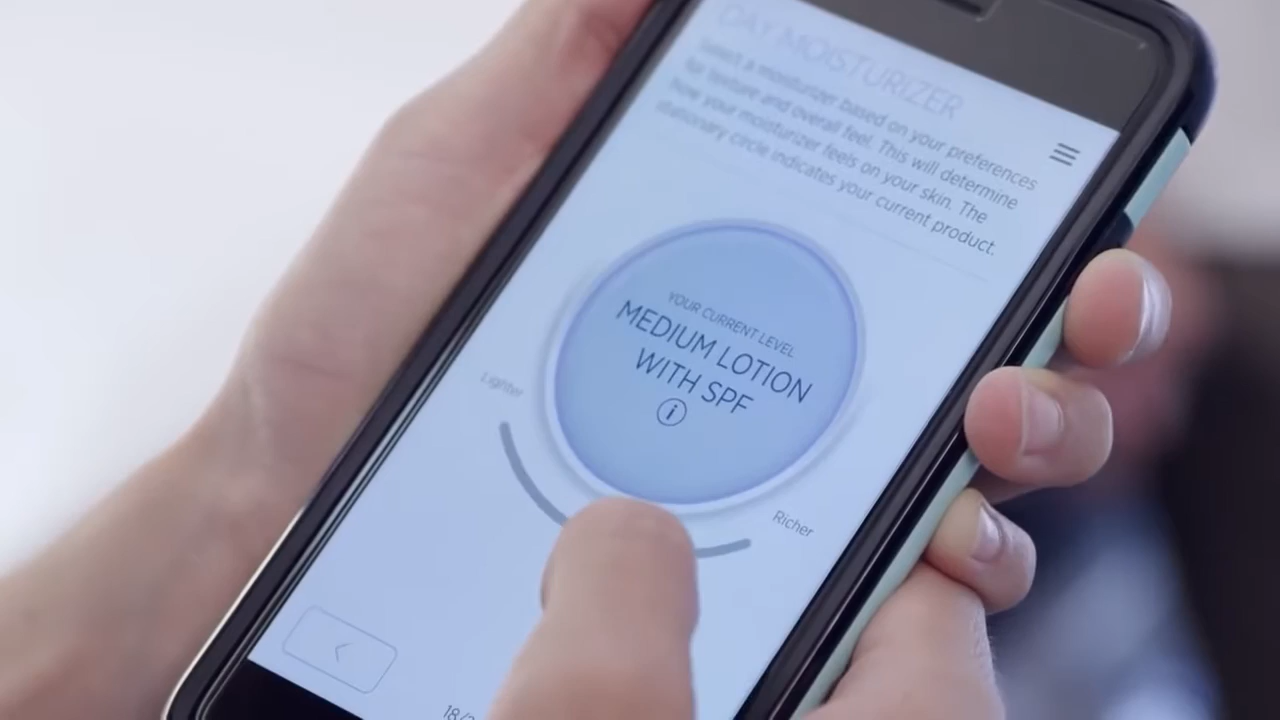 DAY MOISTURIZER
Select a moisturizer based on your preferences
for texture and overall feel. This will determine
how your moisturizer feels on your skin. The
stationary circle indicates your current product.
YOUR CURRENT LEVEL
MEDIUM LOTION
WITH SPF
i
Lighter
Richer
<